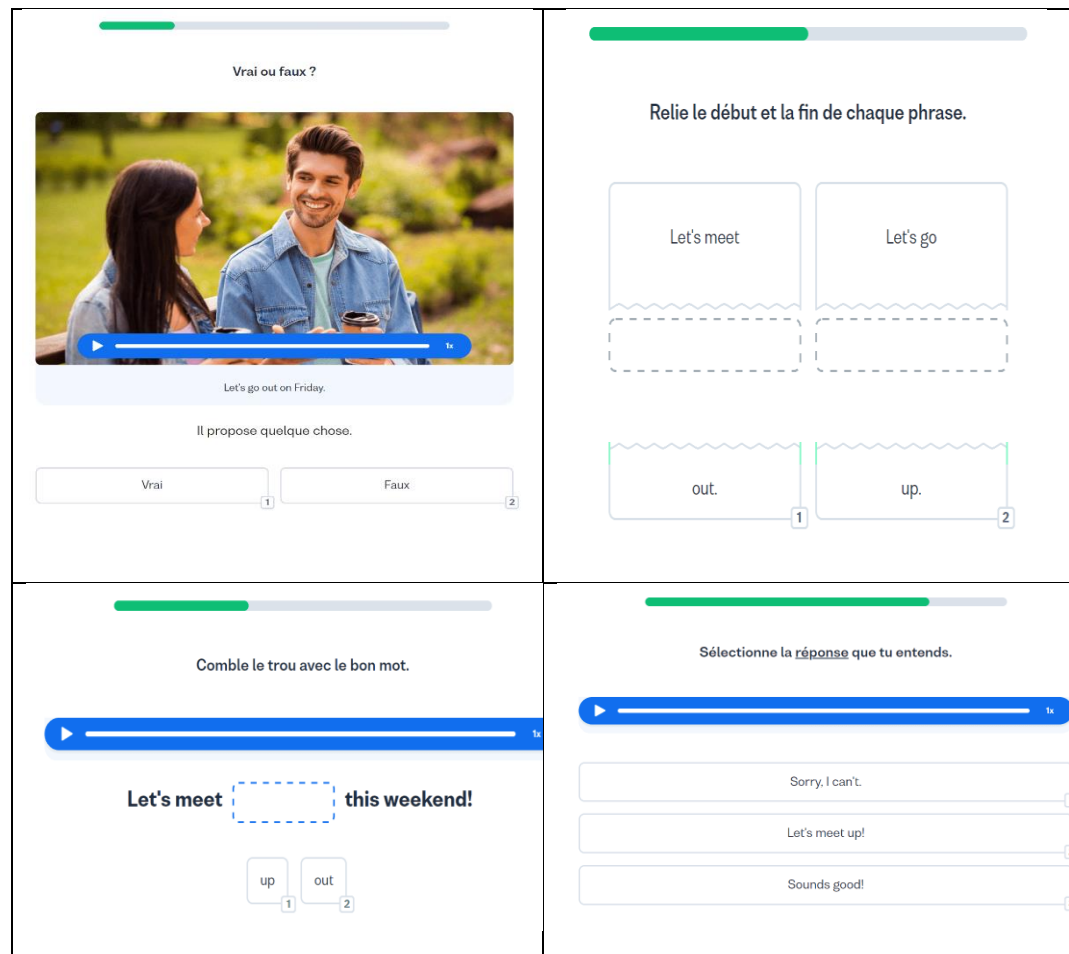 Vrai ou faux ?
1x
Let's go out on Friday.
Il propose quelque chose.
Vrai
1
Faux
2
Relie le début et la fin de chaque phrase.
Let's meet
Let's go
out.
1
up.
2
Comble le trou avec le bon mot.
1x
Let's meet this weekend!
up
1
out
2
Sélectionne la réponse que tu entends.
1x
Sorry, I can't.
Let's meet up!
Sounds good!